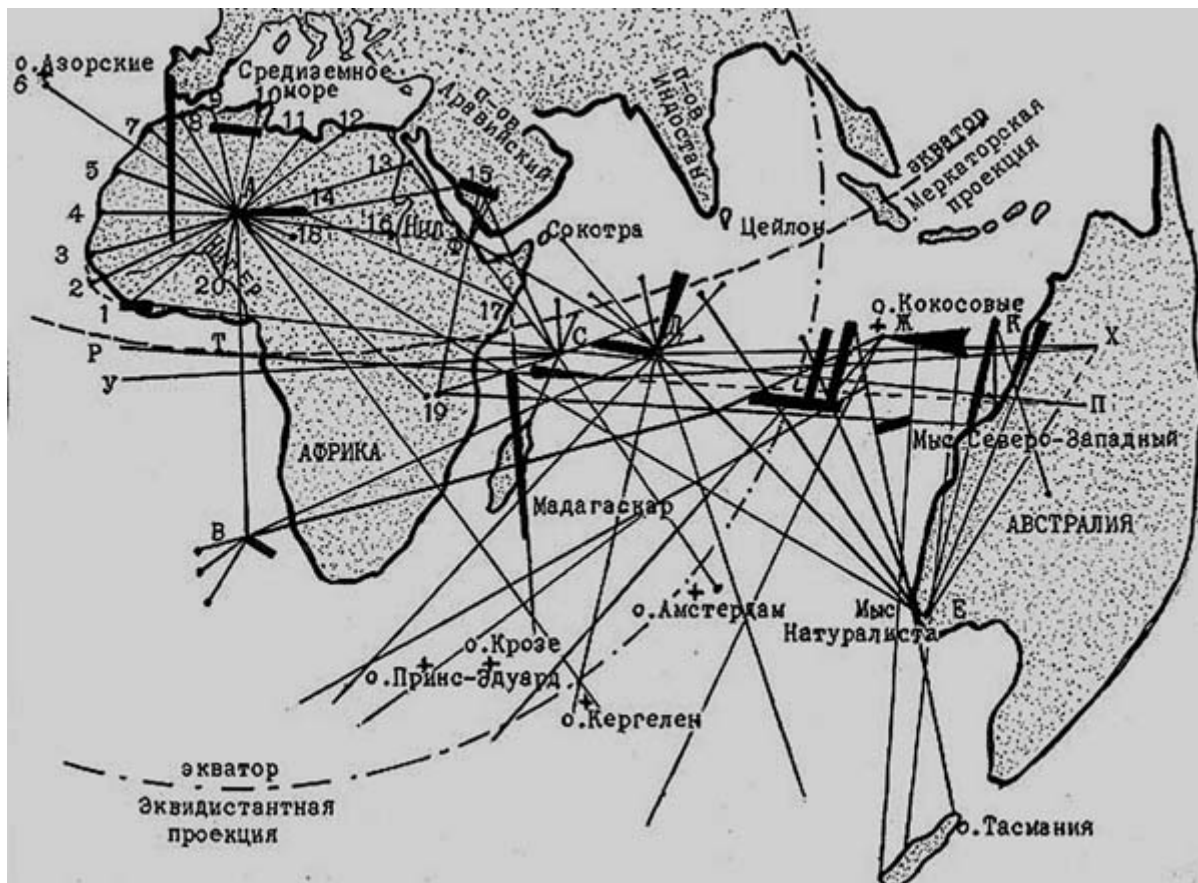 о.Азорские
6
Средиземное
море
9
10
8
11
12
7
п-ов
Аравийский
п-ов
Индостан
экватор
Меркаторская
проекция
5
13
15
А
14
4
16
Нил
Ф
18
Сокотра
Цейлон
3
Нигер
2
20
1
17
о.Кокосовые
Р
Т
С
Д
Ж
К
Х
У
19
П
Мыс Северо-Западный
АФРИКА
Мадагаскар
В
АВСТРАЛИЯ
о.Амстердам
Мыс
Натуралиста
Е
о.Крозе
о.Принс-Эдуард
о.Кергелен
экватор
Эквидистантная
проекция
о.Тасмания